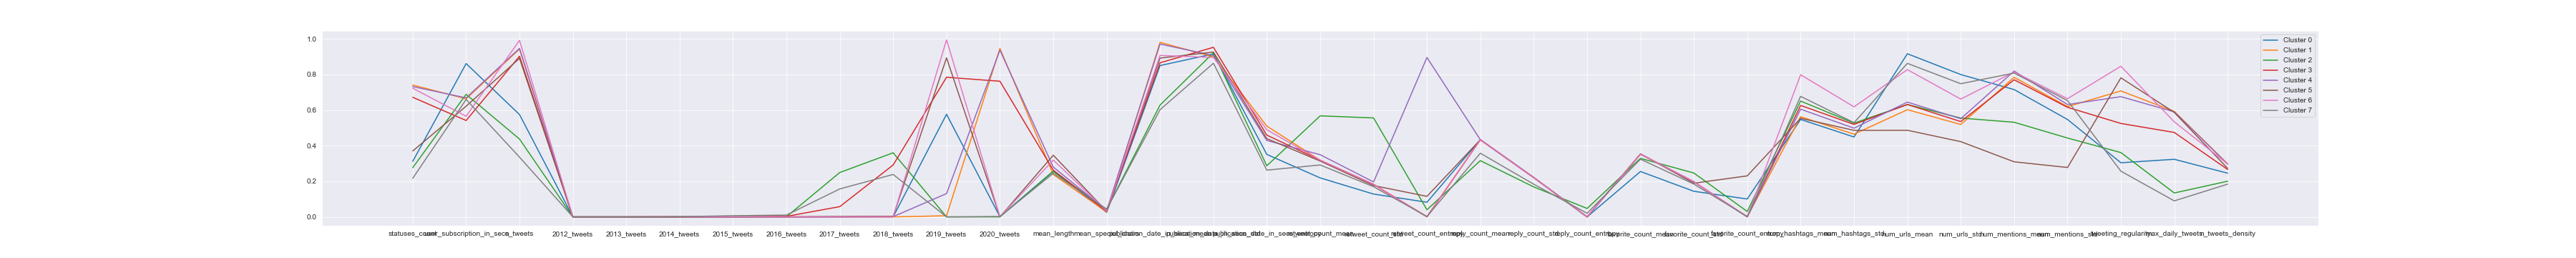 1.0
0.8
0.6
0.4
0.2
0.0
Cluster 0
Cluster 1
Cluster 2
Cluster 3
Cluster 4
Cluster 5
Cluster 6
Cluster 7
statuses_count
n_tweets
2012_tweets
2013_tweets
2014_tweets
2015_tweets
2016_tweets
2017_tweets
2018_tweets
2019_tweets
2020_tweets
mean_length
reply_count_mean
reply_count_std
reply_count_entropy
favorite_count_mean
favorite_count_std
favorite_count_entropy
num_hashtags_mean
num_hashtags_std
num_urls_mean
num_urls_std
num_mentions_mean
num_mentions_std
tweeting_regularity
max_daily_tweets
n_tweets_density